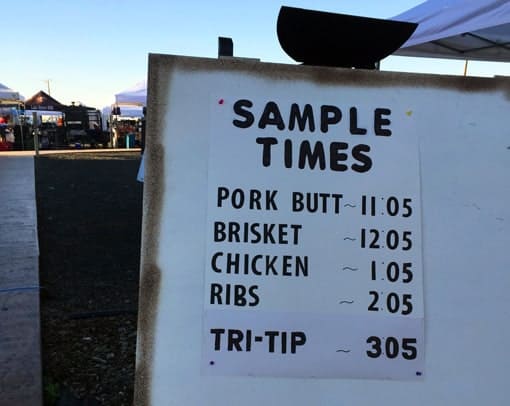 SAMPLE
TIMES
PORK BUTT~11:05
BRISKET ~12:05
CHICKEN ~ 1:05
RIBS ~ 2:05
TRI-TIP ~ 305